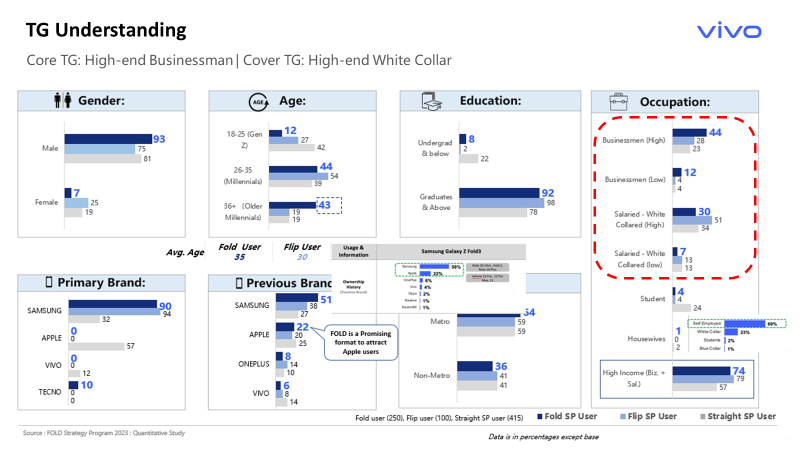 TG Understanding
vivo
Core TG: High-end Businessman| Cover TG: High-end White Collar
Gender:
Male
93
75
81
Female
7
25
19
AGE
Age:
18-25 (Gen
Z)
12
27
42
26-35
(Millennials)
44
54
39
36+ (Older
Millennials)
43
19
19
Education:
Undergrad
& below
8
2
22
Graduates
& Above
92
98
78
Occupation:
Businessmen (High)
44
28
23
Businessmen (Low)
12
4
4
Salaried - White
Collared (High)
30
51
34
Salaried - White
Collared (low)
7
13
13
Student
4
4
24
Housewives
1
0
2
Self Employed
69%
White Collar
23%
Students
2%
Blue Collar
1%
High Income (Biz. +
Sal.)
74
79
57
Avg. Age
Fold User
35
Flip User
30
Primary Brand:
SAMSUNG
90
94
32
APPLE
0
0
57
VIVO
0
0
12
TECNO
10
0
0
Previous Brand
SAMSUNG
51
38
27
APPLE
22
20
25
ONEPLUS
8
14
10
VIVO
6
8
14
FOLD is a Promising
format to attract
Apple users
Usage &
Information
Samsung Galaxy Z Fold3
Ownership
History
Samsung
58%
Apple
22%
OnePlus
6%
Vivo
4%
Oppo
2%
1%
1%
Metro
54
59
59
Non-Metro
36
41
41
Fold user (250), Flip user (100), Straight SP user (415)
Fold SP User
Flip SP User
Straight SP User
Source : FOLD Strategy Program 2023 : Quantitative Study
Data is in percentages except base